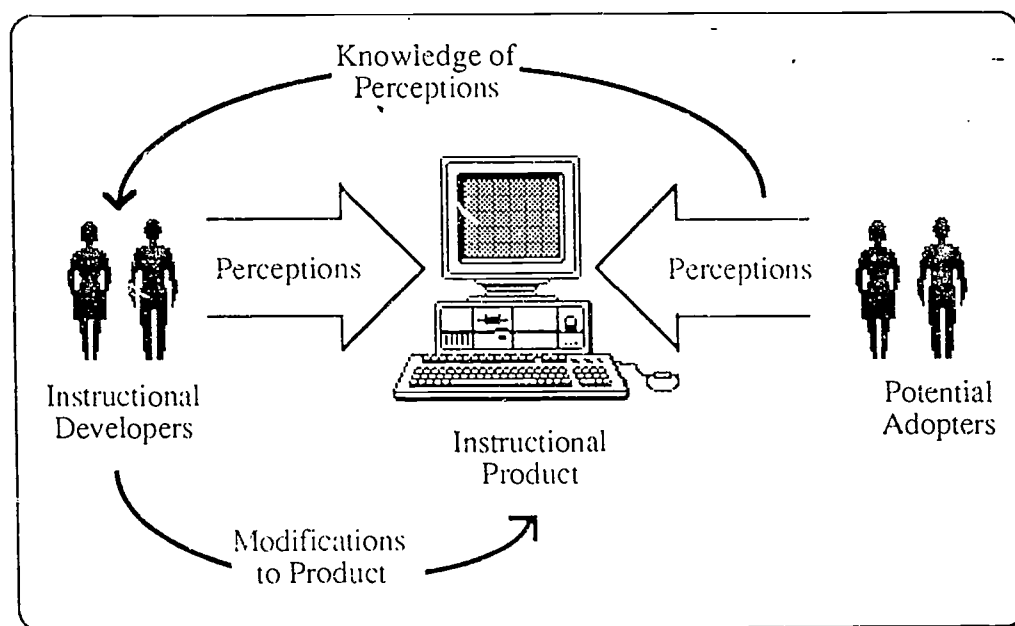 Knowledge of
Perceptions
Perceptions
Perceptions
Instructional
Developers
Instructional
Product
Potential
Adopters
Modifications
to Product